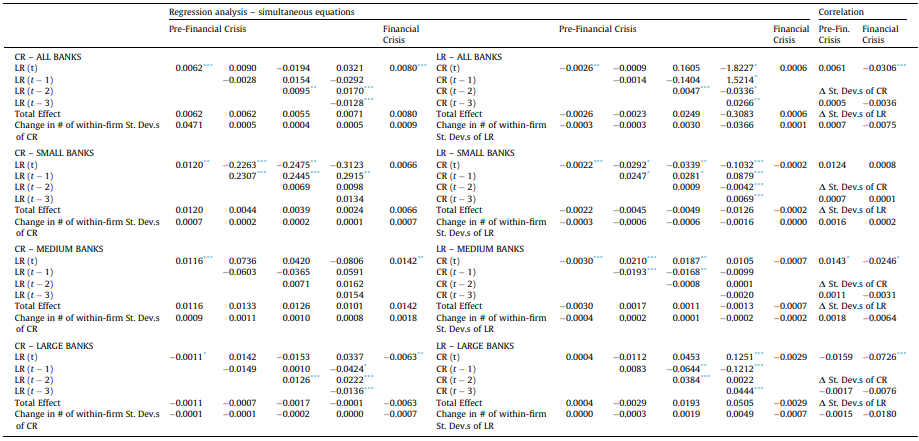 Regression analysis – simultaneous equations Correlation
Pre-Financial Crisis Financial Crisis Pre-Financial Crisis Financial Crisis Pre-Fin. Crisis Financial Crisis
CR – ALL BANKS LR – ALL BANKS
LR (t) 0.0062*** 0.0090 −0.0194 0.0321 0.0080*** CR (t) −0.0026** −0.0009 0.1605 −1.8227* 0.0006 0.0061 −0.0306***
LR (t − 1) −0.0028 0.0154 −0.0292 CR (t − 1) −0.0014 −0.1404 1.5214*
LR (t − 2) 0.0095** 0.0170*** CR (t − 2) 0.0047*** −0.0336* Δ St. Dev.s of CR
LR (t − 3) −0.0128*** CR (t − 3) 0.0266** 0.0005 −0.0036
Total Effect 0.0062 0.0062 0.0055 0.0071 0.0080 Total Effect −0.0026 −0.0023 0.0249 −0.3083 0.0006 Δ St. Dev.s of LR
Change in # of within-firm St. Dev.s 0.0471 0.0005 0.0004 0.0005 0.0009 Change in # of within-firm −0.0003 −0.0003 0.0030 −0.0366 0.0001 0.0007 −0.0075
of CR St. Dev.s of LR
CR – SMALL BANKS LR – SMALL BANKS
LR (t) 0.0120** −0.2263*** −0.2475** −0.3123 0.0066 CR (t) −0.0022*** −0.0292* −0.0339** −0.1032*** −0.0002 0.0124 0.0008
LR (t − 1) 0.2307*** 0.2445*** 0.2915** CR (t − 1) 0.0247* 0.0281* 0.0879***
LR (t − 2) 0.0069 0.0098 CR (t − 2) 0.0009 −0.0042*** Δ St. Dev.s of CR
LR (t − 3) 0.0134 CR (t − 3) 0.0069*** 0.0007 0.0001
Total Effect 0.0120 0.0044 0.0039 0.0024 0.0066 Total Effect −0.0022 −0.0045 −0.0049 −0.0126 −0.0002 Δ St. Dev.s of LR
Change in # of within-firm St. Dev.s 0.0007 0.0002 0.0002 0.0001 0.0007 Change in # of within-firm −0.0003 −0.0006 −0.0006 −0.0016 0.0000 0.0016 0.0002
of CR St. Dev.s of LR
CR – MEDIUM BANKS LR – MEDIUM BANKS
LR (t) 0.0116*** 0.0736 0.0420 −0.0806 0.0142** CR (t) −0.0030*** 0.0210*** 0.0187** 0.0105 −0.0007 0.0143* −0.0246*
LR (t − 1) −0.0603 −0.0365 0.0591 CR (t − 1) −0.0193*** −0.0168** −0.0099
LR (t − 2) 0.0071 0.0162 CR (t − 2) −0.0008 0.0001 Δ St. Dev.s of CR
LR (t − 3) 0.0154 CR (t − 3) −0.0020 0.0011 −0.0031
Total Effect 0.0116 0.0133 0.0126 0.0101 0.0142 Total Effect −0.0030 0.0017 0.0011 −0.0013 −0.0007 Δ St. Dev.s of LR
Change in # of within-firm St. Dev.s 0.0009 0.0011 0.0010 0.0008 0.0018 Change in # of within-firm −0.0004 0.0002 0.0001 −0.0002 −0.0002 0.0018 −0.0064
of CR St. Dev.s of LR
CR – LARGE BANKS LR – LARGE BANKS
LR (t) −0.0011* 0.0142 −0.0153 0.0337 −0.0063** CR (t) 0.0004 −0.0112 0.0453 0.1251*** −0.0029 −0.0159 −0.0726***
LR (t − 1) −0.0149 0.0010 −0.0424* CR (t − 1) 0.0083 −0.0644** −0.1212***
LR (t − 2) 0.0126*** 0.0222*** CR (t − 2) 0.0384*** 0.0022 Δ St. Dev.s of CR
LR (t − 3) −0.0136*** CR (t − 3) 0.0444*** −0.0017 −0.0076
Total Effect −0.0011 −0.0007 −0.0017 −0.0001 −0.0063 Total Effect 0.0004 −0.0029 0.0193 0.0505 −0.0029 Δ St. Dev.s of LR
Change in # of within-firm St. Dev.s −0.0001 −0.0001 −0.0002 0.0000 −0.0007 Change in # of within-firm 0.0000 −0.0003 0.0019 0.0049 −0.0007 −0.0015 −0.0180
of CR St. Dev.s of LR